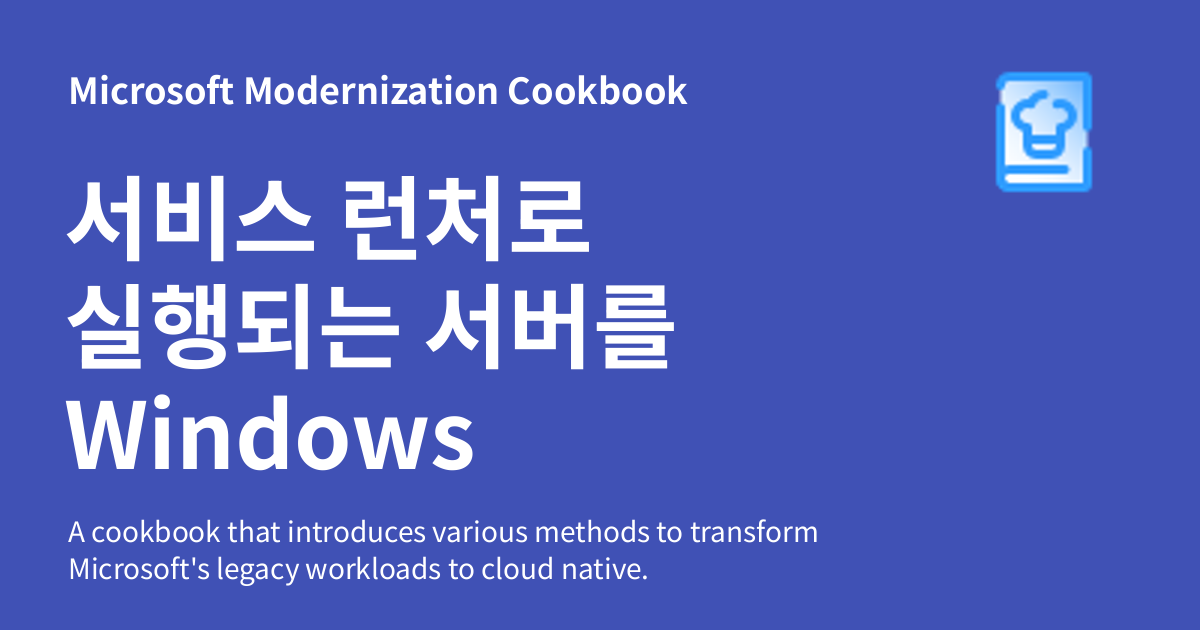 Microsoft Modernization Cookbook
서비스 런처로
실행되는 서버를
Windows
A cookbook that introduces various methods to transform
Microsoft's legacy workloads to cloud native.